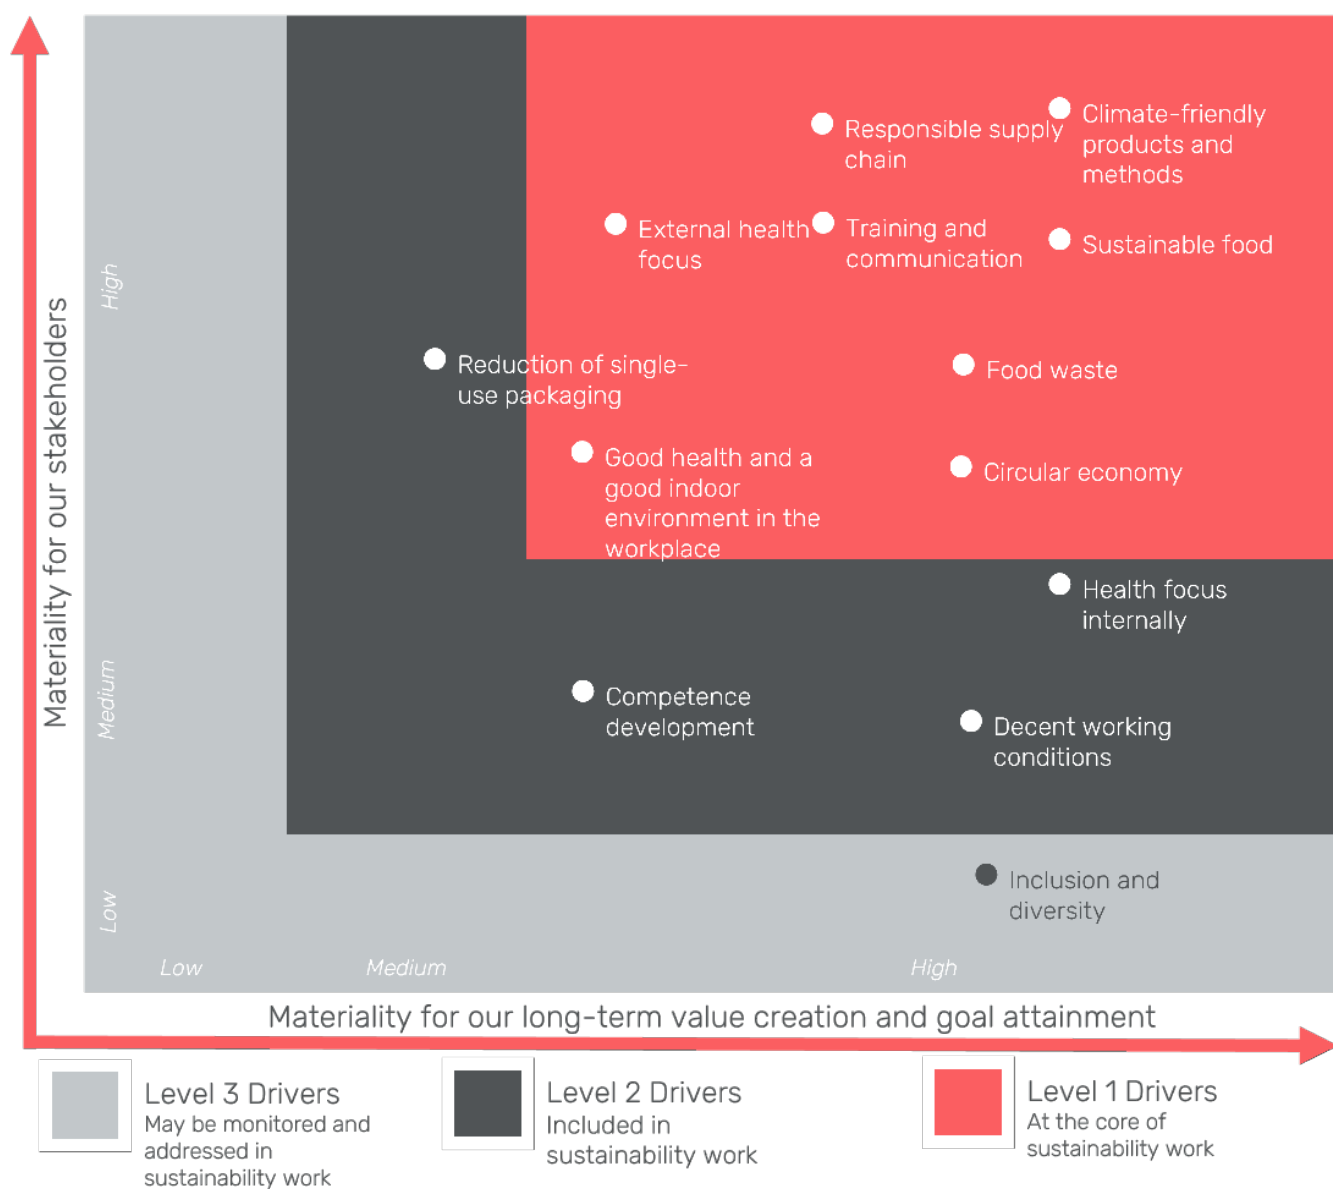 Materiality for our stakeholders
High
Medium
Low
Responsible supply
chain
Climate-friendly
products and
methods
External health
focus
Training and
communication
Sustainable food
Reduction of single-
use packaging
Food waste
Good health and a
good indoor
environment in the
workplace
Circular economy
Health focus
internally
Competence
development
Decent working
conditions
Inclusion and
diversity
Low
Medium
High
Materiality for our long-term value creation and goal attainment
Level 3 Drivers
May be monitored and
addressed in
sustainability work
Level 2 Drivers
Included in
sustainability work
Level 1 Drivers
At the core of
sustainability work